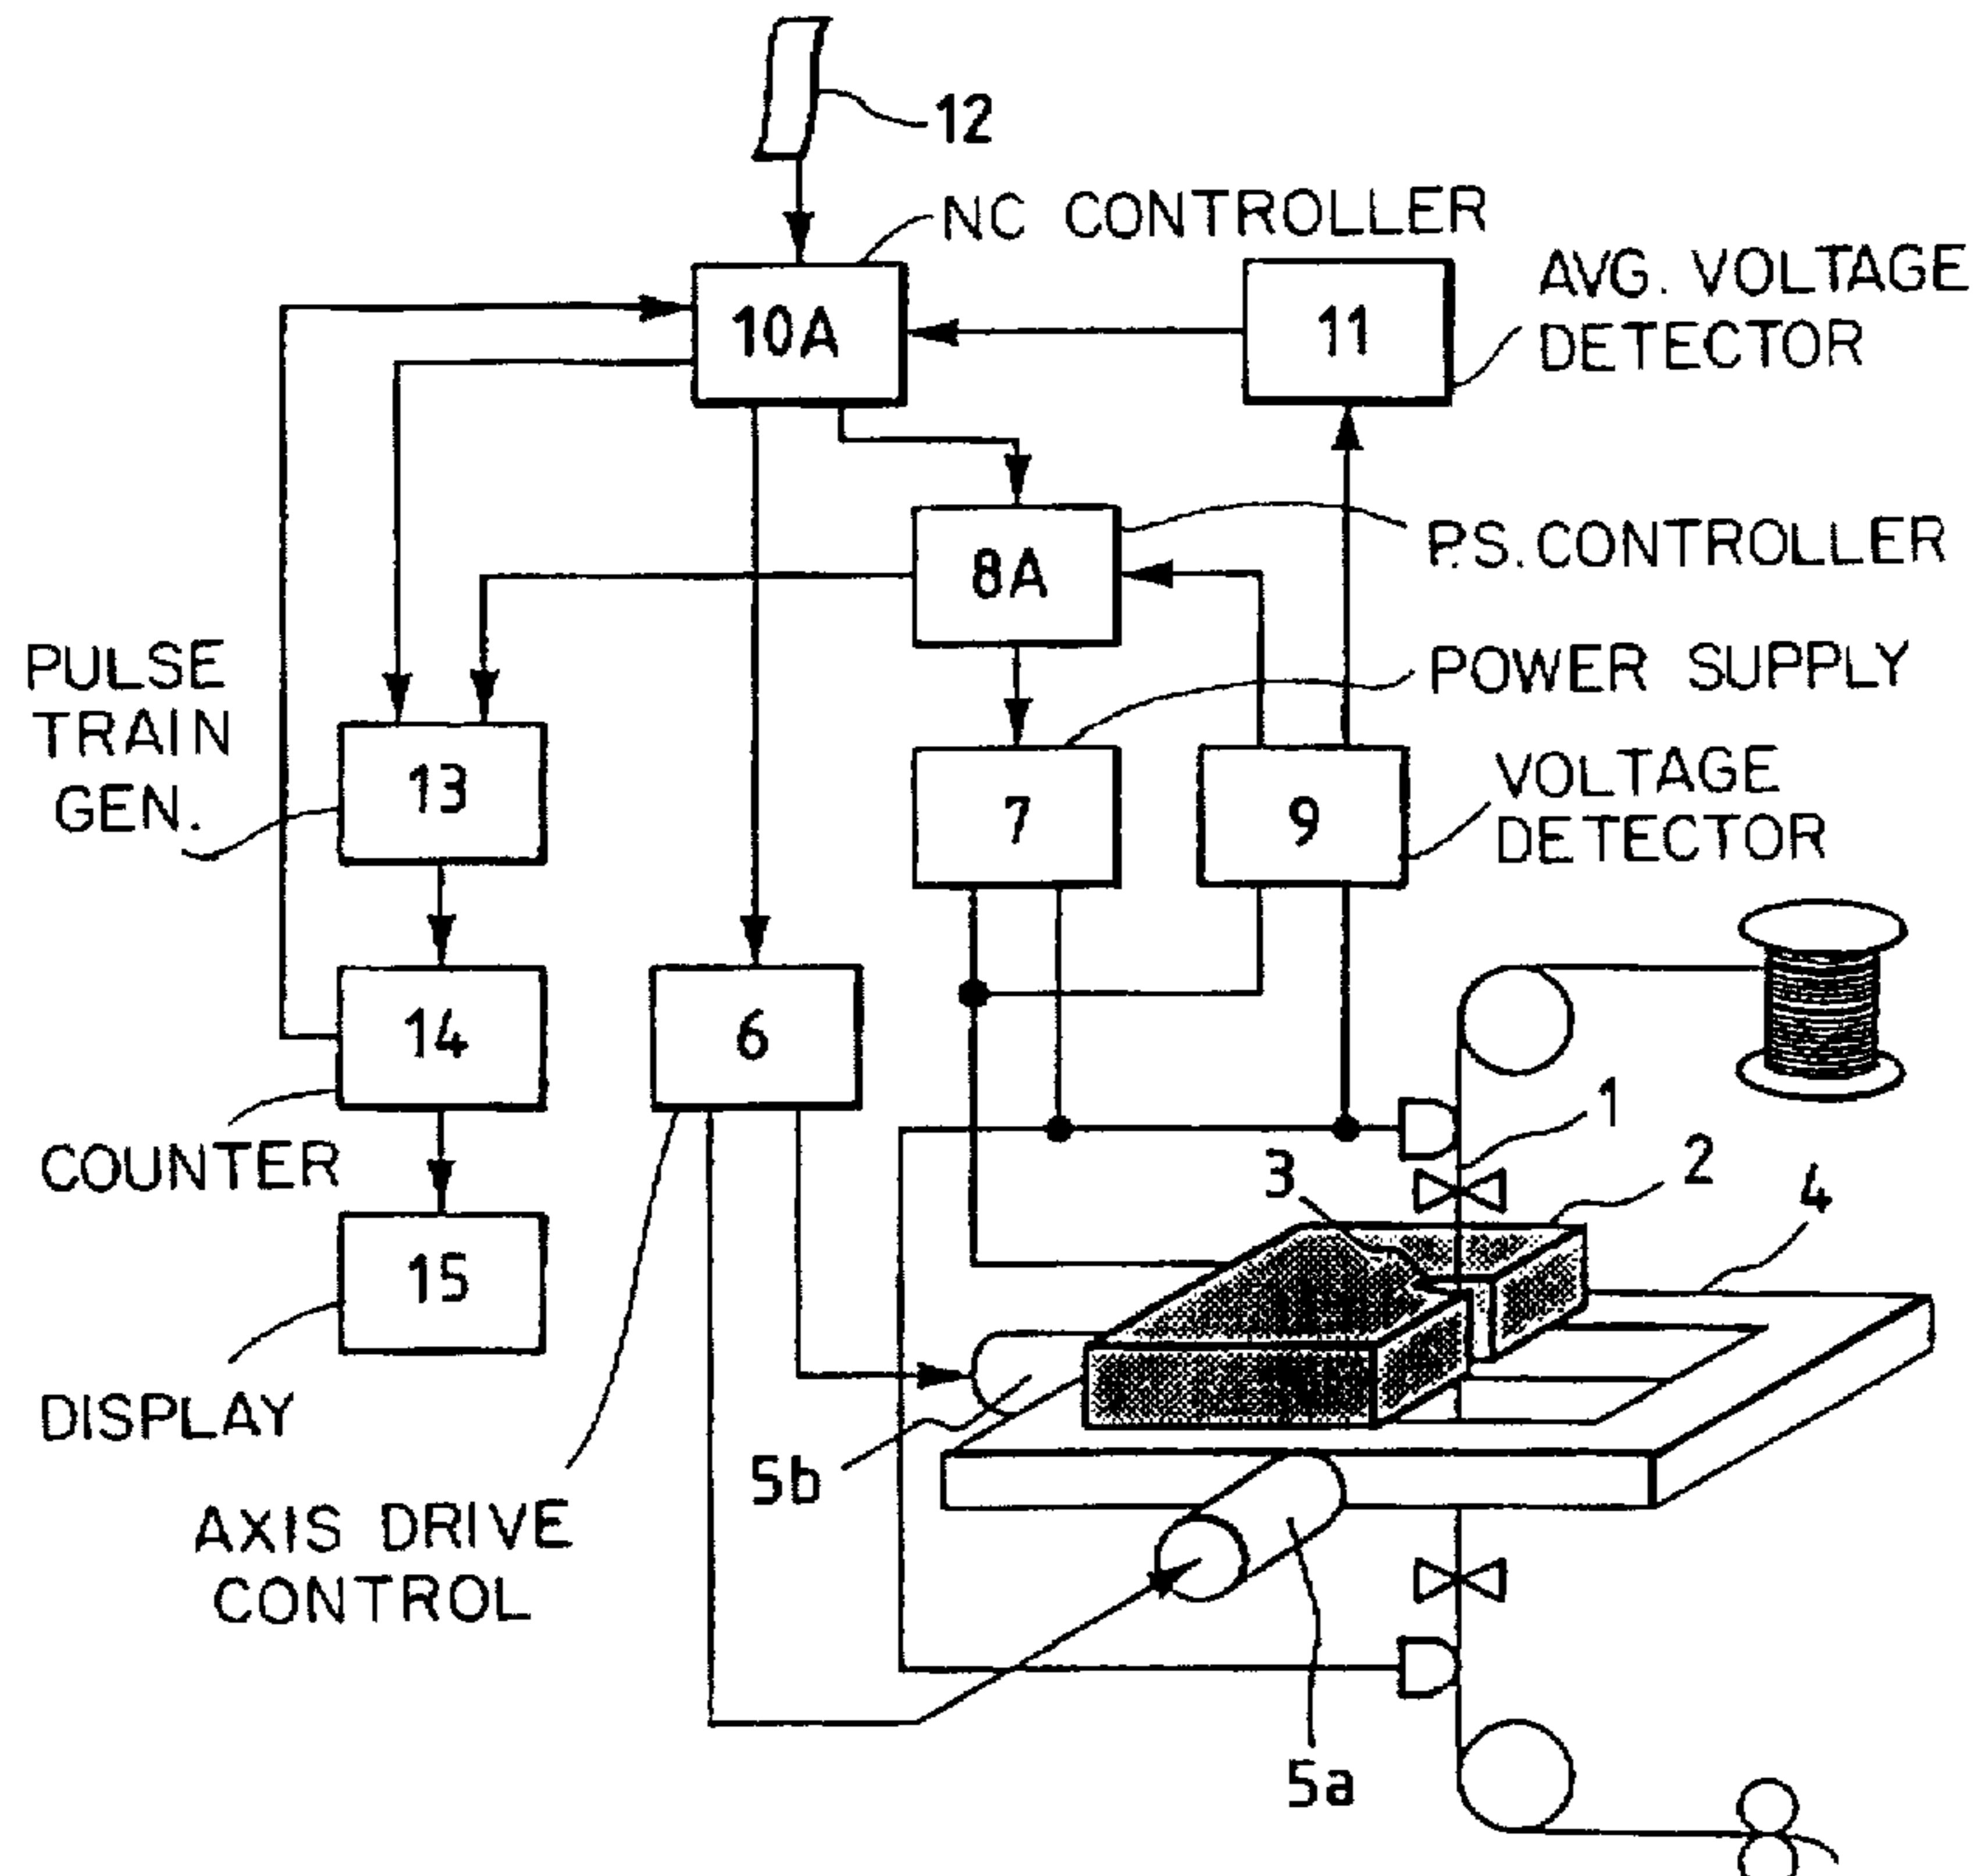 12
NC CONTROLLER
AVG. VOLTAGE
DETECTOR
10A
11
P.S. CONTROLLER
8A
PULSE
TRAIN
GEN.
POWER SUPPLY
13
7
9
VOLTAGE
DETECTOR
14
6
COUNTER
1
2
3
4
15
DISPLAY
5b
AXIS DRIVE
CONTROL
5a